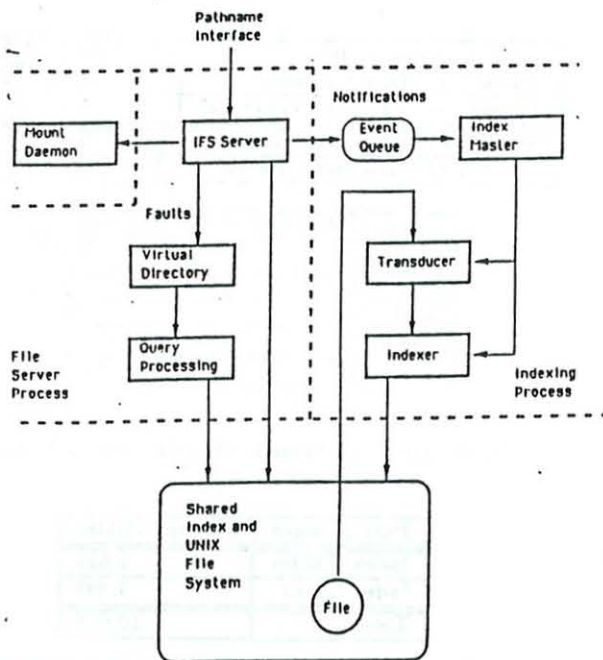 Pathname
Interface
Notifications
Mount
Daemon
IFS Server
Event
Queue
Index
Master
Faults
Virtual
Directory
Transducer
Query
Processing
Indexer
File
Server
Process
Indexing
Process
Shared
Index and
UNIX
File
System
File